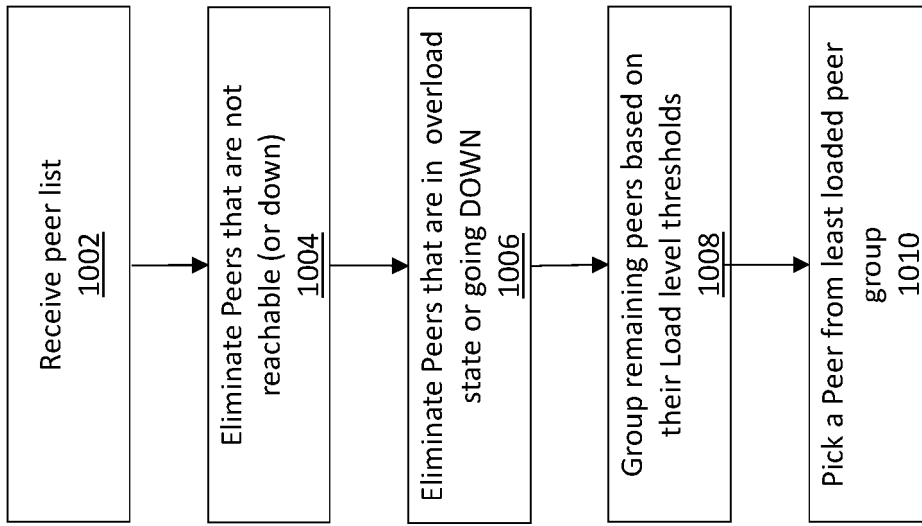 Receive peer list
1002
Eliminate Peers that are not
reachable (or down)
1004
Eliminate Peers that are in overload
state or going DOWN
1006
Group remaining peers based on
their Load level thresholds
1008
Pick a Peer from least loaded peer
group
1010